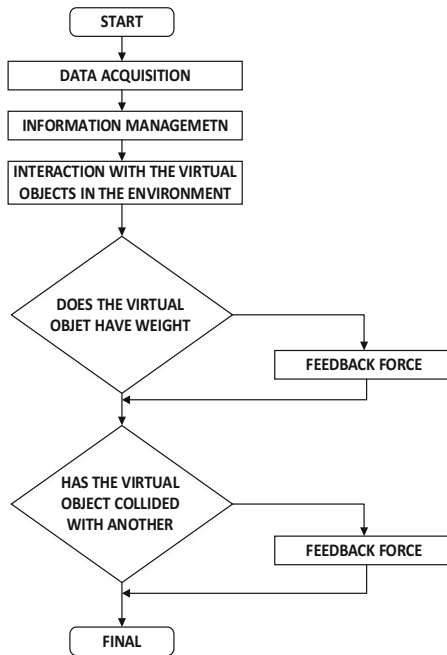 START
DATA ACQUISITION
INFORMATION MANAGEMETN
INTERACTION WITH THE VIRTUAL
OBJECTS IN THE ENVIRONMENT
DOES THE VIRTUAL
OBJET HAVE WEIGHT
FEEDBACK FORCE
HAS THE VIRTUAL
OBJECT COLLIDED
WITH ANOTHER
FEEDBACK FORCE
FINAL